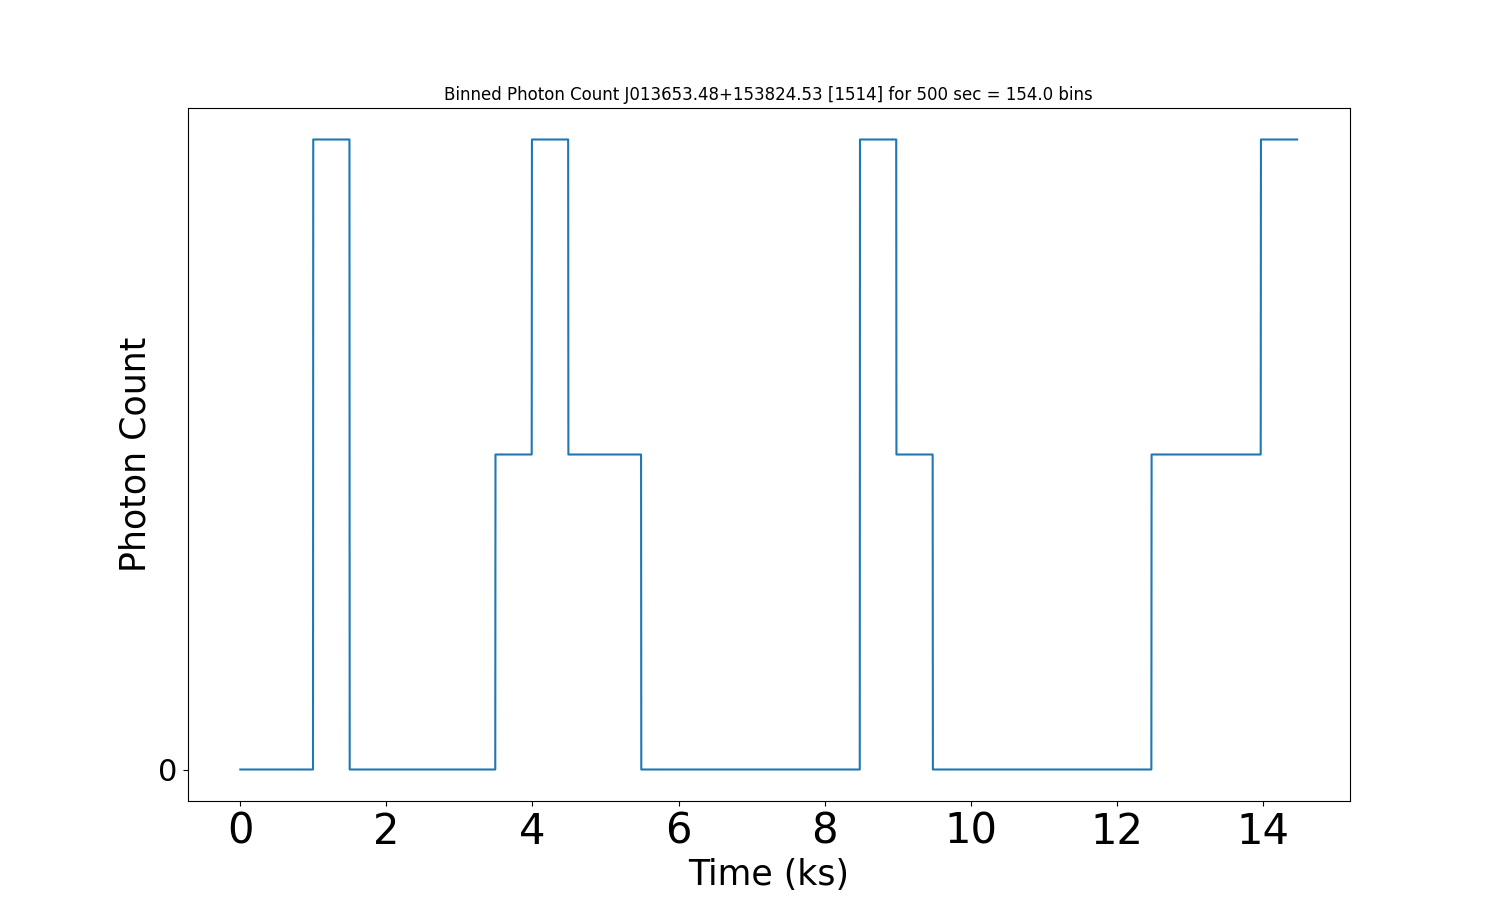 Binned Photon Count J013653.48+153824.53 [1514] for 500 sec = 154.0 bins
Photon Count
0
0 2 4 6 8 10 12 14
Time (ks)